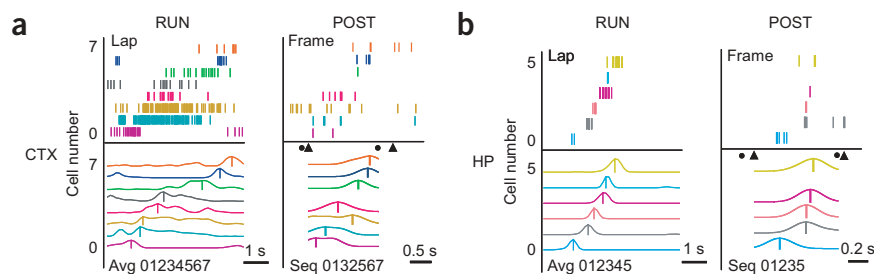 a
RUN
POST
7
Lap
Frame
0
Cell number
CTX
7
0
Avg 01234567
1 s
Seq 0132567
0.5 s
b
RUN
POST
5
Lap
Frame
0
Cell number
HP
5
0
Avg 012345
1 s
Seq 01235
0.2 s